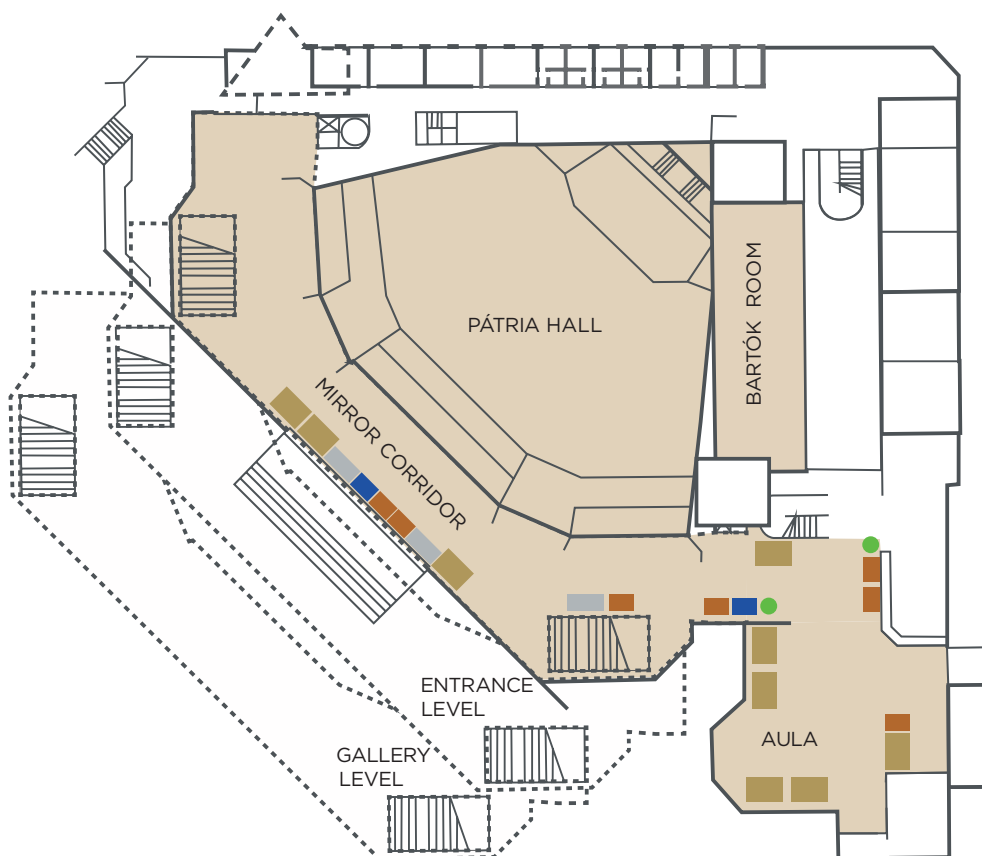 PÁTRIA HALL
BARTÓK ROOM
MIRROR CORRIDOR
ENTRANCE
LEVEL
GALLERY
LEVEL
AULA